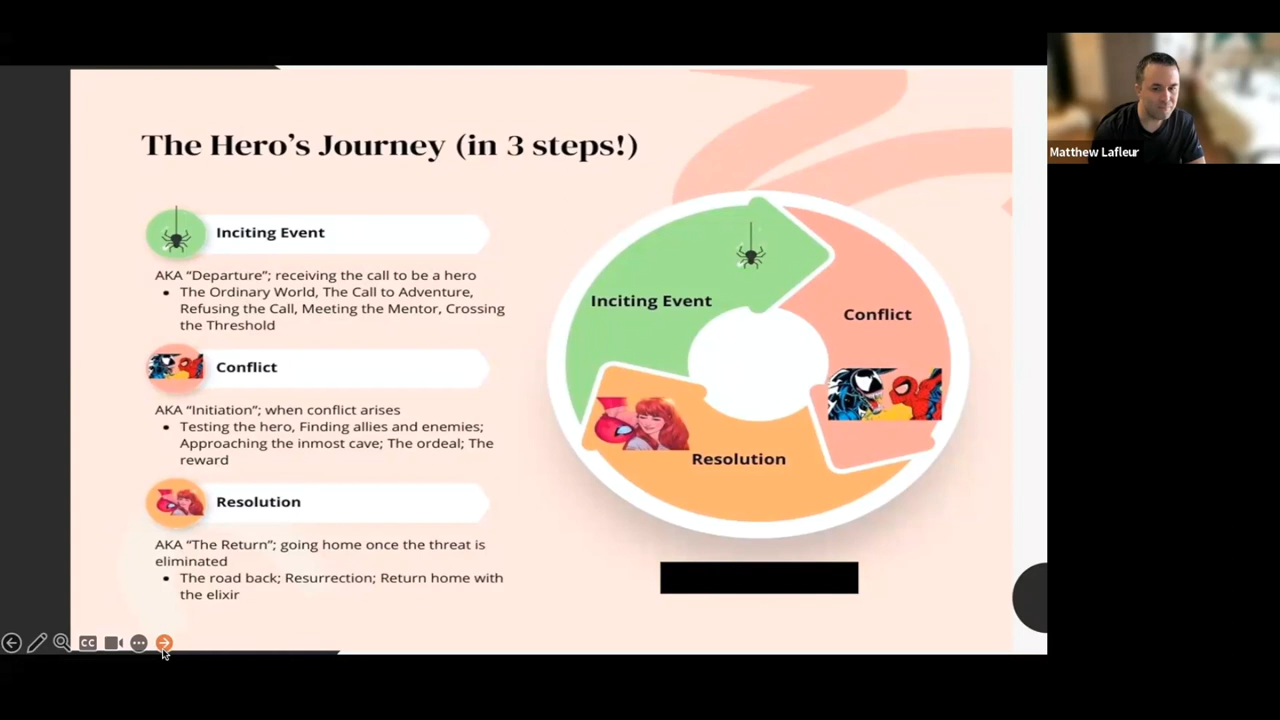 The Hero's Journey (in 3 steps!)
Inciting Event
AKA “Departure”; receiving the call to be a hero
• The Ordinary World, The Call to Adventure,
Refusing the Call, Meeting the Mentor, Crossing
the Threshold
Conflict
AKA “Initiation”; when conflict arises
• Testing the hero, Finding allies and enemies;
Approaching the inmost cave; The ordeal; The
reward
Resolution
AKA “The Return”; going home once the threat is
eliminated
• The road back; Resurrection; Return home with
the elixir
Inciting Event
Conflict
Resolution
CC
Matthew Lafleur